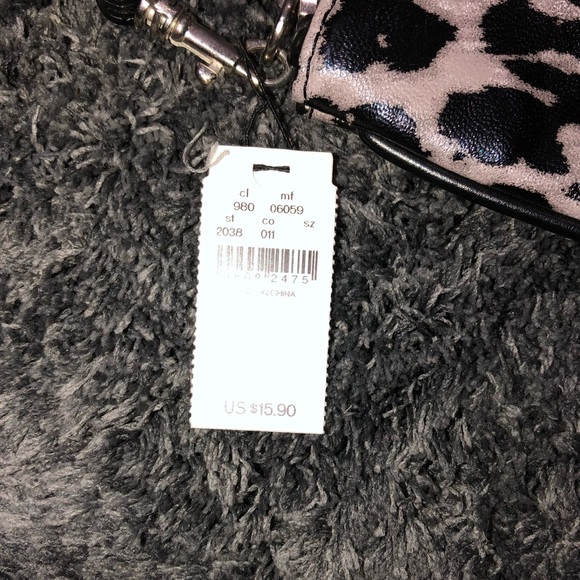 cl mf
980 06059
st co sz
2038 011
2475
CHINA
US $15.90